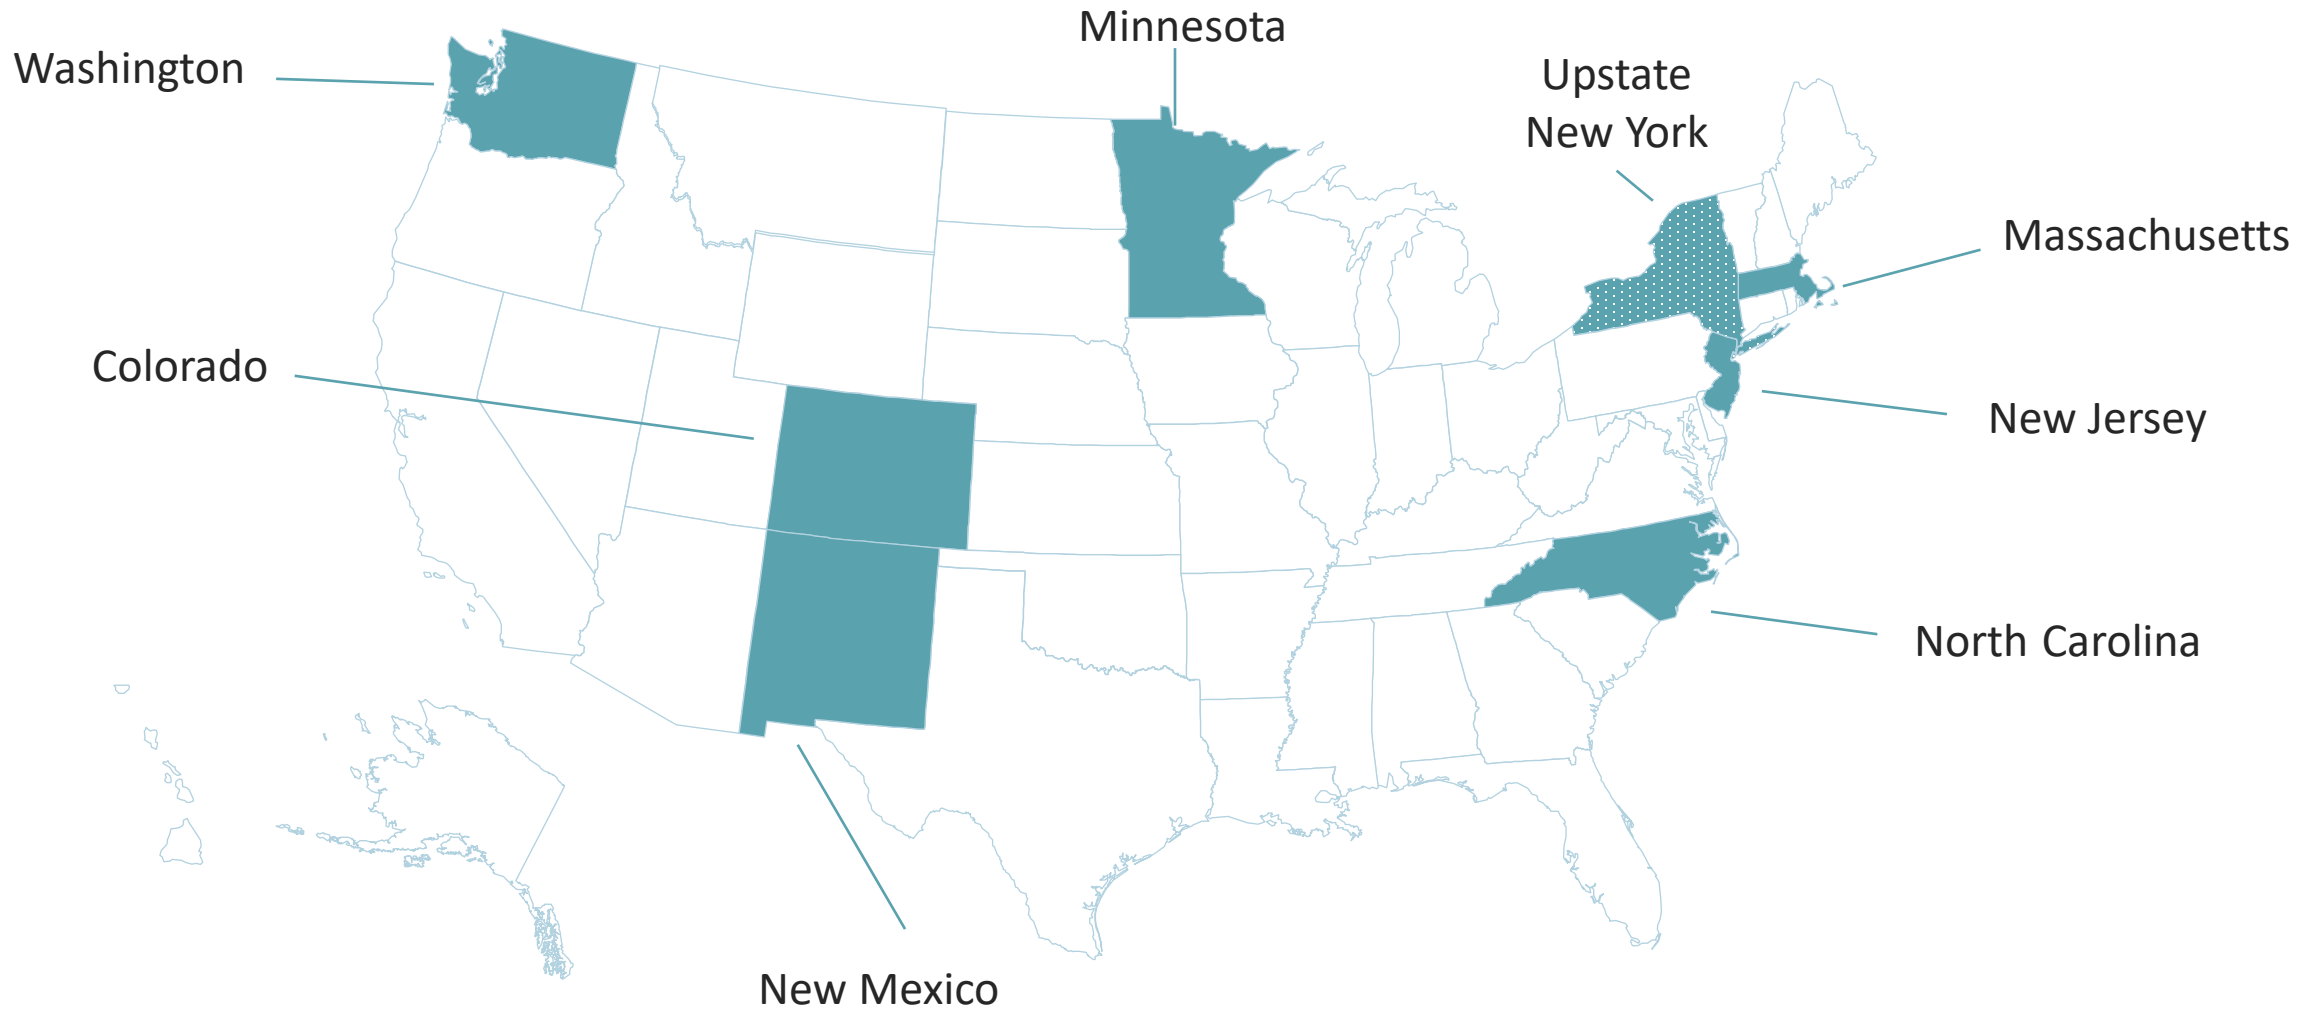 Minnesota
Washington
Upstate
New York
Massachusetts
Colorado
New Jersey
North Carolina
New Mexico